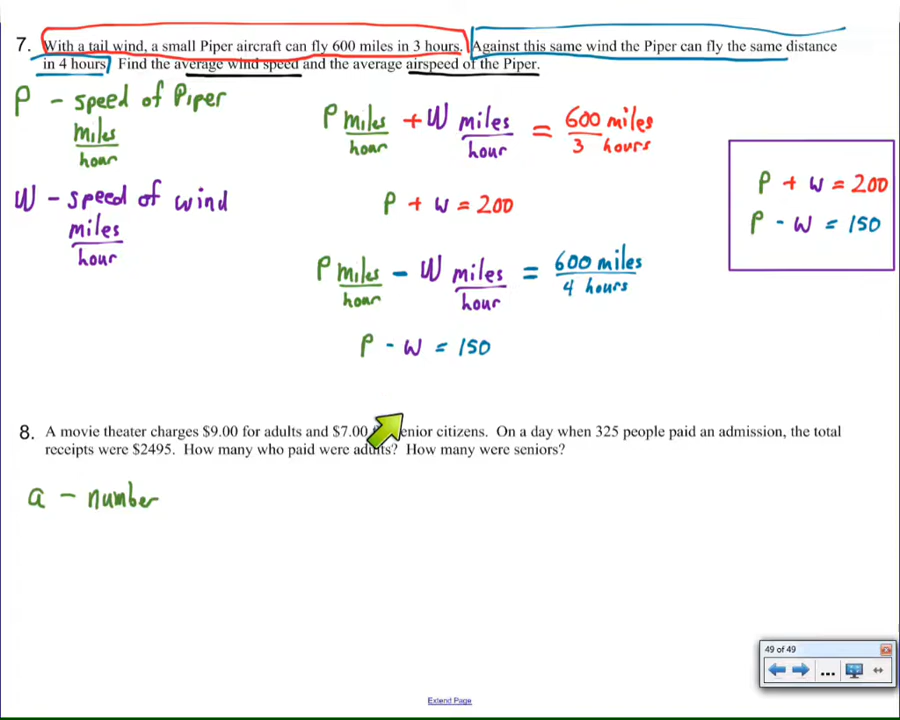 7. With a tail wind, a small Piper aircraft can fly 600 miles in 3 hours. Against this same wind the Piper can fly the same distance
in 4 hours. Find the average wind speed and the average airspeed of the Piper.
P - speed of Piper
miles
hour
W - speed of wind
miles
hour
P miles + W miles = 600 miles
hour hour 3 hours
P + W = 200
P miles - W miles = 600 miles
hour hour 4 hours
P - W = 150
P + W = 200
P - W = 150
8. A movie theater charges $9.00 for adults and $7.00 enior citizens. On a day when 325 people paid an admission, the total
receipts were $2495. How many who paid were adults? How many were seniors?
a - number
49 of 49
...
Extend Page